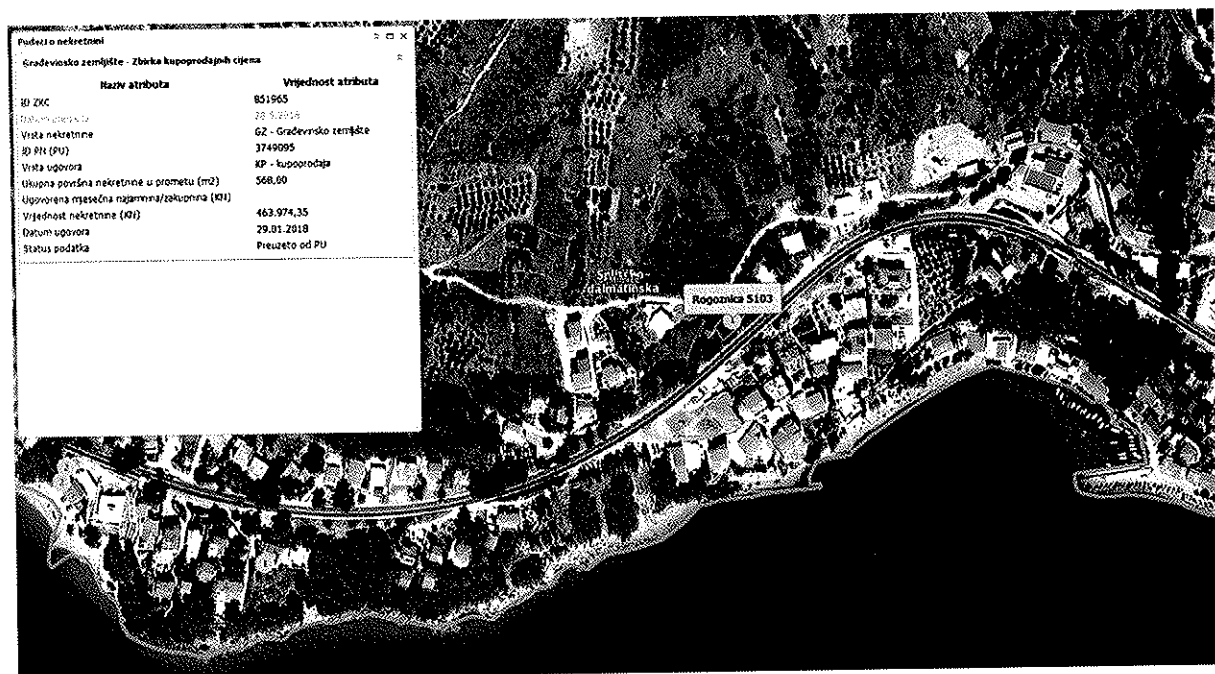 Podaci o nekretnini
Građevinsko zemljište - Zbirka kupoprodajnih cijena
Naziv atributa Vrijednost atributa
ID ZKC 851965
28.5.2018
Vrsta nekretnine GZ - Građevinsko zemljište
ID PN (PU) 3749095
Vrsta ugovora KP - kupoprodaja
Ukupna površina nekretnine u prometu (m2) 568,00
Ugovorena mjesečna najamnina/zakupnina (KN)
Vrijednost nekretnine (KN) 463.974,35
Datum ugovora 29.01.2018
Status podatka Preuzeto od PU
Splitsko-
dalmatinska
Rogoznica 5103